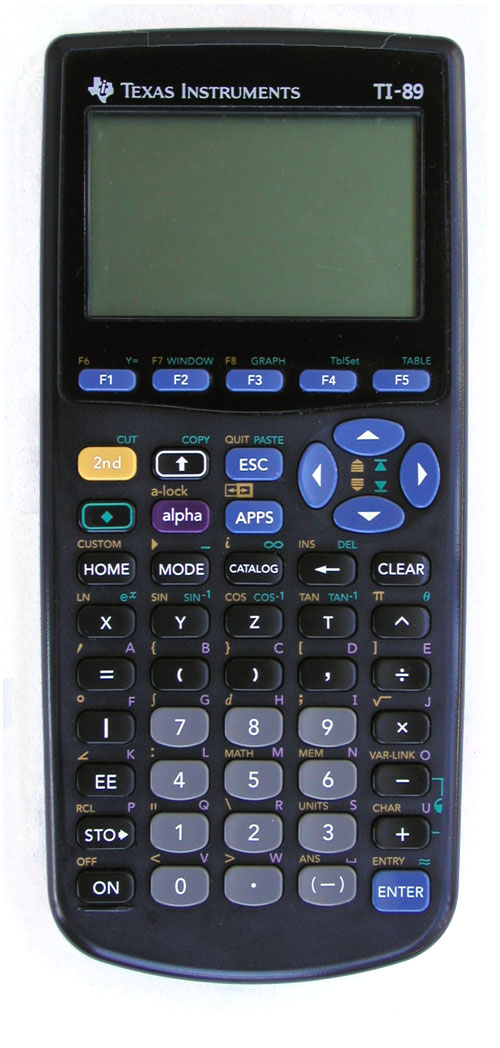 TEXAS INSTRUMENTS TI-89
F6 Y= F7 WINDOW F8 GRAPH TblSet TABLE
F1 F2 F3 F4 F5
CUT COPY QUIT PASTE
2nd ESC
a-lock
alpha APPS
CUSTOM i ∞ INS DEL
HOME MODE CATALOG ← CLEAR
LN eˣ SIN SIN-1 COS COS-1 TAN TAN-1 π θ
X Y Z T ^
′ A { B } C [ D ] E
= ( ) , ÷
° F ∫ G d H ; I √ J
| 7 8 9 ×
∠ K : L MATH M MEM N VAR-LINK O
EE 4 5 6 −
RCL P " Q \ R UNITS S CHAR U
STO▸ 1 2 3 +
OFF < V > W ANS ENTRY ≈
ON 0 . (−) ENTER